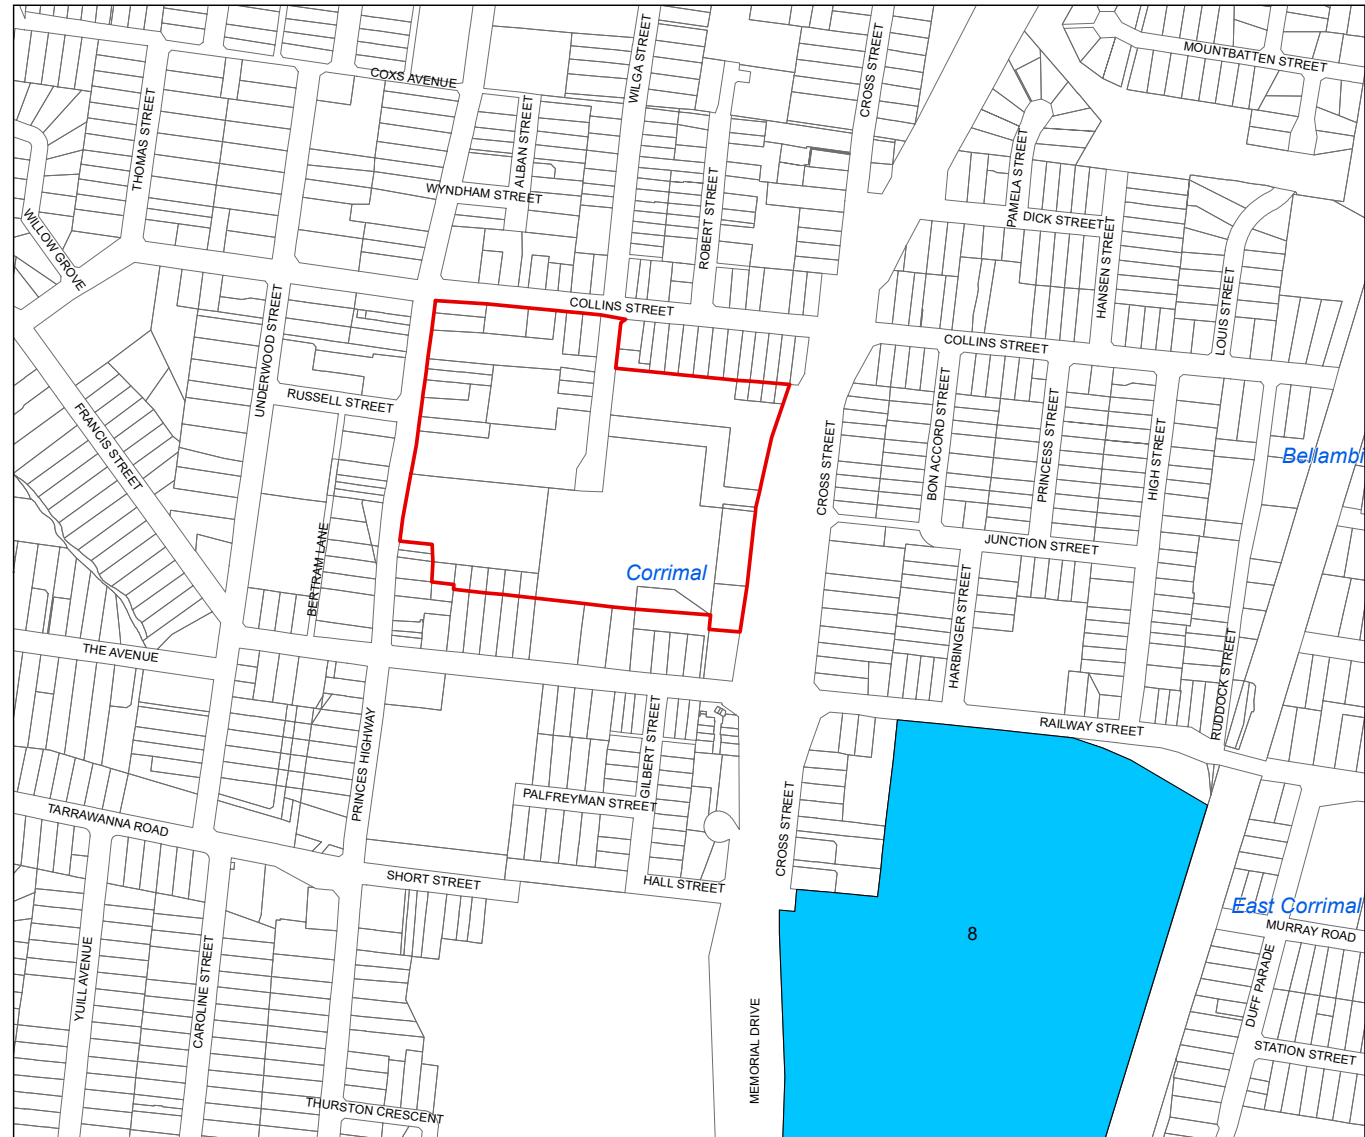 MOUNTBATTEN STREET
COXS AVENUE
WILGA STREET
CROSS STREET
THOMAS STREET
ALBAN STREET
WYNDHAM STREET
PAMELA STREET
ROBERT STREET
DICK STREET
WILLOW GROVE
HANSEN STREET
COLLINS STREET
LOUIS STREET
UNDERWOOD STREET
COLLINS STREET
RUSSELL STREET
FRANCIS STREET
CROSS STREET
BON ACCORD STREET
PRINCESS STREET
HIGH STREET
Bellambi
JUNCTION STREET
BERTRAM LANE
Corrimal
HARBINGER STREET
THE AVENUE
RUDDOCK STREET
RAILWAY STREET
GILBERT STREET
PRINCES HIGHWAY
PALFREYMAN STREET
TARRAWANNA ROAD
CROSS STREET
SHORT STREET
HALL STREET
East Corrimal
8
MURRAY ROAD
YUILL AVENUE
CAROLINE STREET
DUFF PARADE
MEMORIAL DRIVE
STATION STREET
THURSTON CRESCENT